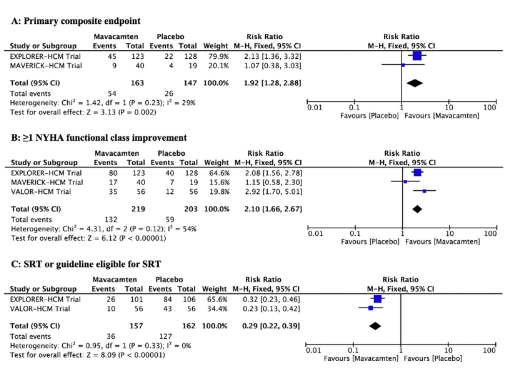 A: Primary composite endpoint
Mavacamten Placebo Risk Ratio Risk Ratio
Study or Subgroup Events Total Events Total Weight M-H, Fixed, 95% CI M-H, Fixed, 95% CI
EXPLORER-HCM Trial 45 123 22 128 79.9% 2.13 [1.36, 3.32]
MAVERICK-HCM Trial 9 40 4 19 20.1% 1.07 [0.38, 3.03]
Total (95% CI) 163 147 100.0% 1.92 [1.28, 2.88]
Total events 54 26
Heterogeneity: Chi² = 1.42, df = 1 (P = 0.23); I² = 29%
Test for overall effect: Z = 3.13 (P = 0.002)
0.01 0.1 1 10 100
Favours [Placebo] Favours [Mavacamten]
B: ≥1 NYHA functional class improvement
Mavacamten Placebo Risk Ratio Risk Ratio
Study or Subgroup Events Total Events Total Weight M-H, Fixed, 95% CI M-H, Fixed, 95% CI
EXPLORER-HCM Trial 80 123 40 128 64.6% 2.08 [1.56, 2.78]
MAVERICK-HCM Trial 17 40 7 19 15.6% 1.15 [0.58, 2.30]
VALOR-HCM Trial 35 56 12 56 19.8% 2.92 [1.70, 5.01]
Total (95% CI) 219 203 100.0% 2.10 [1.66, 2.67]
Total events 132 59
Heterogeneity: Chi² = 4.31, df = 2 (P = 0.12); I² = 54%
Test for overall effect: Z = 6.12 (P < 0.00001)
0.01 0.1 1 10 100
Favours [Placebo] Favours [Mavacamten]
C: SRT or guideline eligible for SRT
Mavacamten Placebo Risk Ratio Risk Ratio
Study or Subgroup Events Total Events Total Weight M-H, Fixed, 95% CI M-H, Fixed, 95% CI
EXPLORER-HCM Trial 26 101 84 106 65.6% 0.32 [0.23, 0.46]
VALOR-HCM Trial 10 56 43 56 34.4% 0.23 [0.13, 0.42]
Total (95% CI) 157 162 100.0% 0.29 [0.22, 0.39]
Total events 36 127
Heterogeneity: Chi² = 0.95, df = 1 (P = 0.33); I² = 0%
Test for overall effect: Z = 8.09 (P < 0.00001)
0.01 0.1 1 10 100
Favours [Mavacamten] Favours [Placebo]